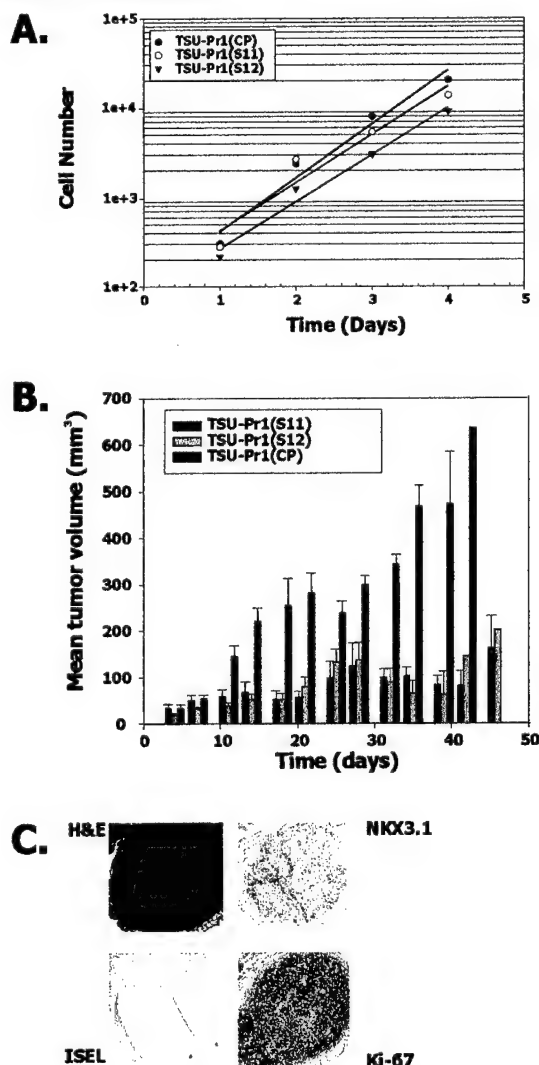 A.
1e+5
1e+4
1e+3
1e+2
Cell Number
TSU-Pr1(CP)
TSU-Pr1(S11)
TSU-Pr1(S12)
0 1 2 3 4 5
Time (Days)
B.
700
600
500
400
300
200
100
0
Mean tumor volume (mm³)
TSU-Pr1(S11)
TSU-Pr1(S12)
TSU-Pr1(CP)
0 10 20 30 40 50
Time (days)
C.
H&E
NKX3.1
ISEL
Ki-67